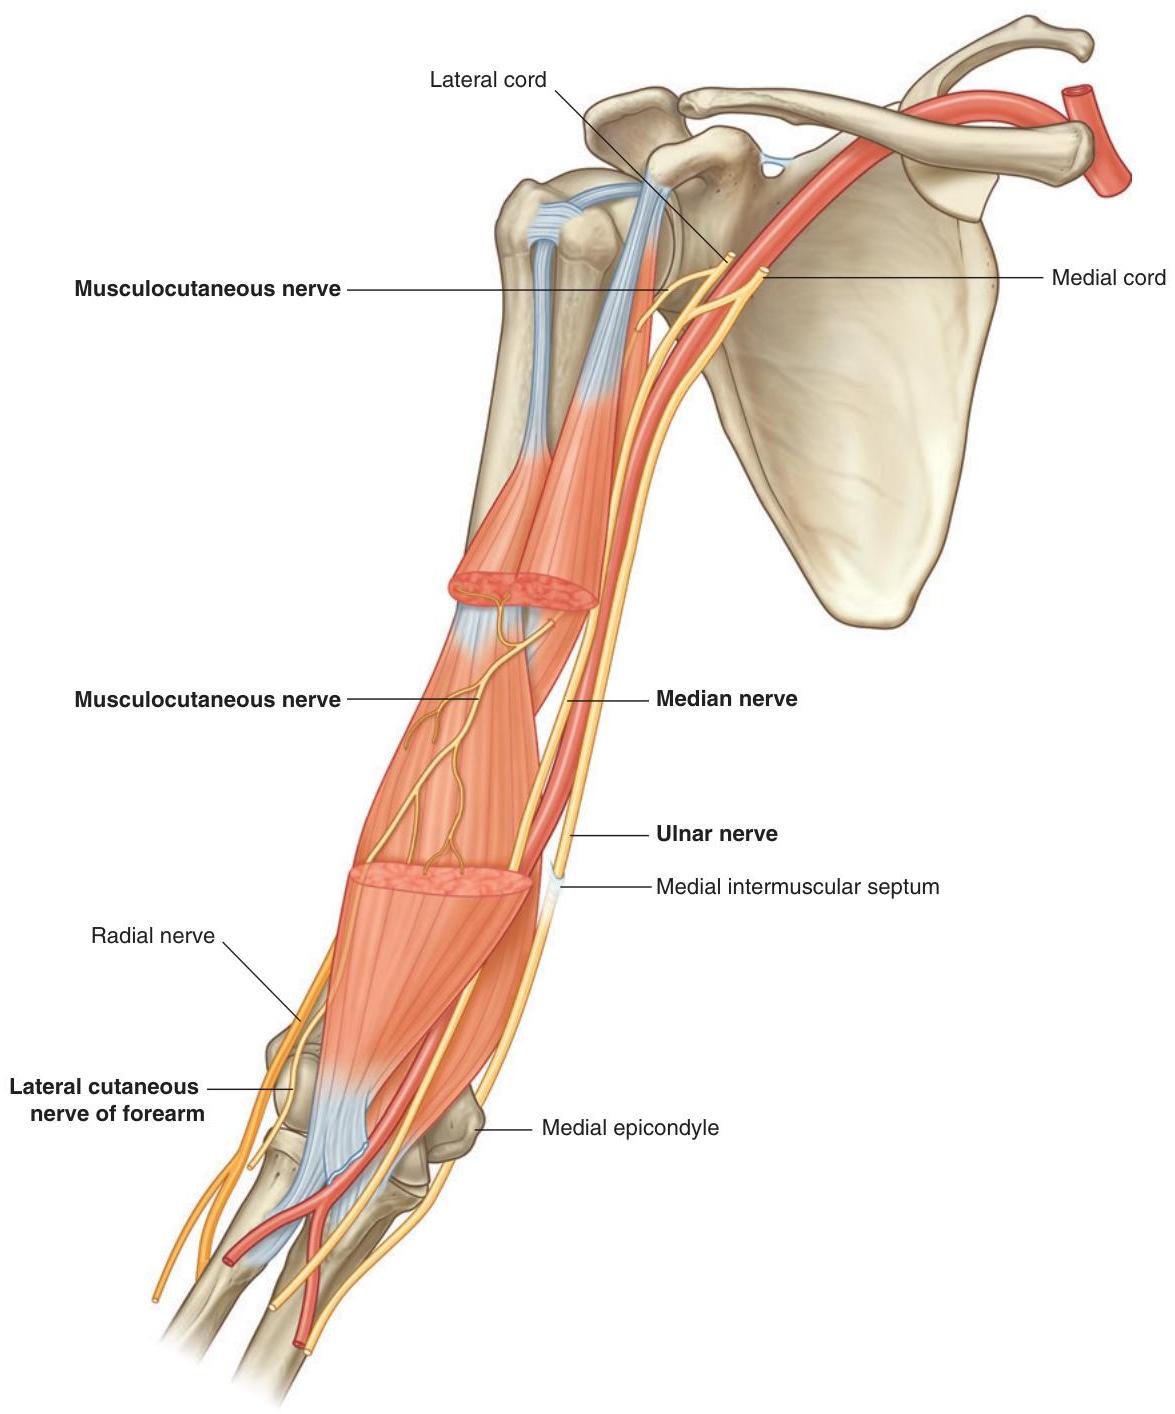 Lateral cord
Medial cord
Musculocutaneous nerve
Musculocutaneous nerve
Median nerve
Ulnar nerve
Medial intermuscular septum
Radial nerve
Lateral cutaneous
nerve of forearm
Medial epicondyle